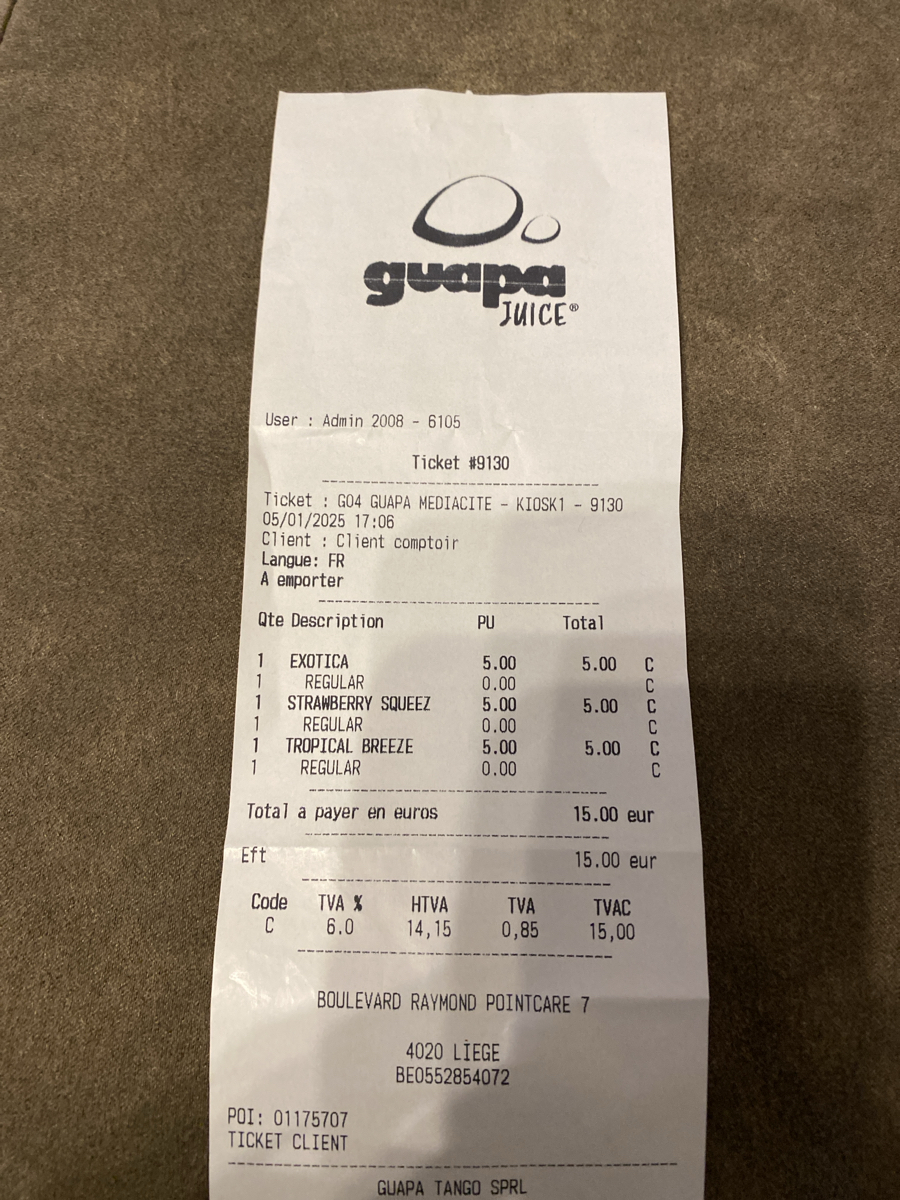 guapa
JUICE®
User : Admin 2008 - 6105
Ticket #9130
Ticket : GO4 GUAPA MEDIACITE - KIOSK1 - 9130
05/01/2025 17:06
Client : Client comptoir
Langue: FR
A emporter
Qte Description PU Total
1 EXOTICA 5.00 5.00 C
1 REGULAR 0.00 C
1 STRAWBERRY SQUEEZ 5.00 5.00 C
1 REGULAR 0.00 C
1 TROPICAL BREEZE 5.00 5.00 C
1 REGULAR 0.00 C
Total a payer en euros 15.00 eur
Eft 15.00 eur
Code TVA % HTVA TVA TVAC
C 6.0 14,15 0,85 15,00
BOULEVARD RAYMOND POINTCARE 7
4020 LIEGE
BE0552854072
POI: 01175707
TICKET CLIENT
GUAPA TANGO SPRL